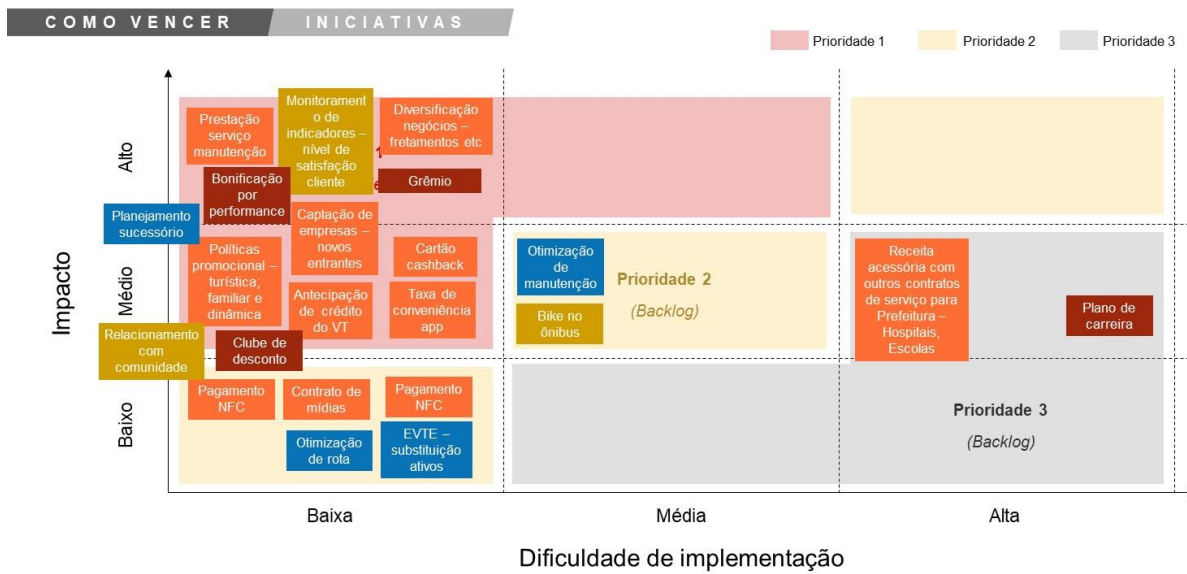 COMO VENCER
INICIATIVAS
Prioridade 1
Prioridade 2
Prioridade 3
Impacto
Alto
Médio
Baixo
Prestação
serviço
manutenção
Monitoramento
o de
indicadores –
nível de
satisfação
cliente
Diversificação
negócios –
fretamentos etc
1
e
Bonificação
por
performance
Grêmio
Planejamento
sucessório
Captação de
empresas –
novos
entrantes
Políticas
promocional –
turística;
familiar e
dinâmica
Cartão
cashback
Antecipação
de crédito
do VT
Taxa de
conveniência
app
Relacionamento
com
comunidade
Clube de
desconto
Otimização
de
manutenção
Bike no
ônibus
Prioridade 2
(Backlog)
Receita
acessória com
outros contratos
de serviço para
Prefeitura –
Hospitais,
Escolas
Plano de
carreira
Pagamento
NFC
Contrato de
mídias
Pagamento
NFC
Otimização
de rota
EVTE –
substituição
ativos
Prioridade 3
(Backlog)
Baixa
Média
Alta
Dificuldade de implementação